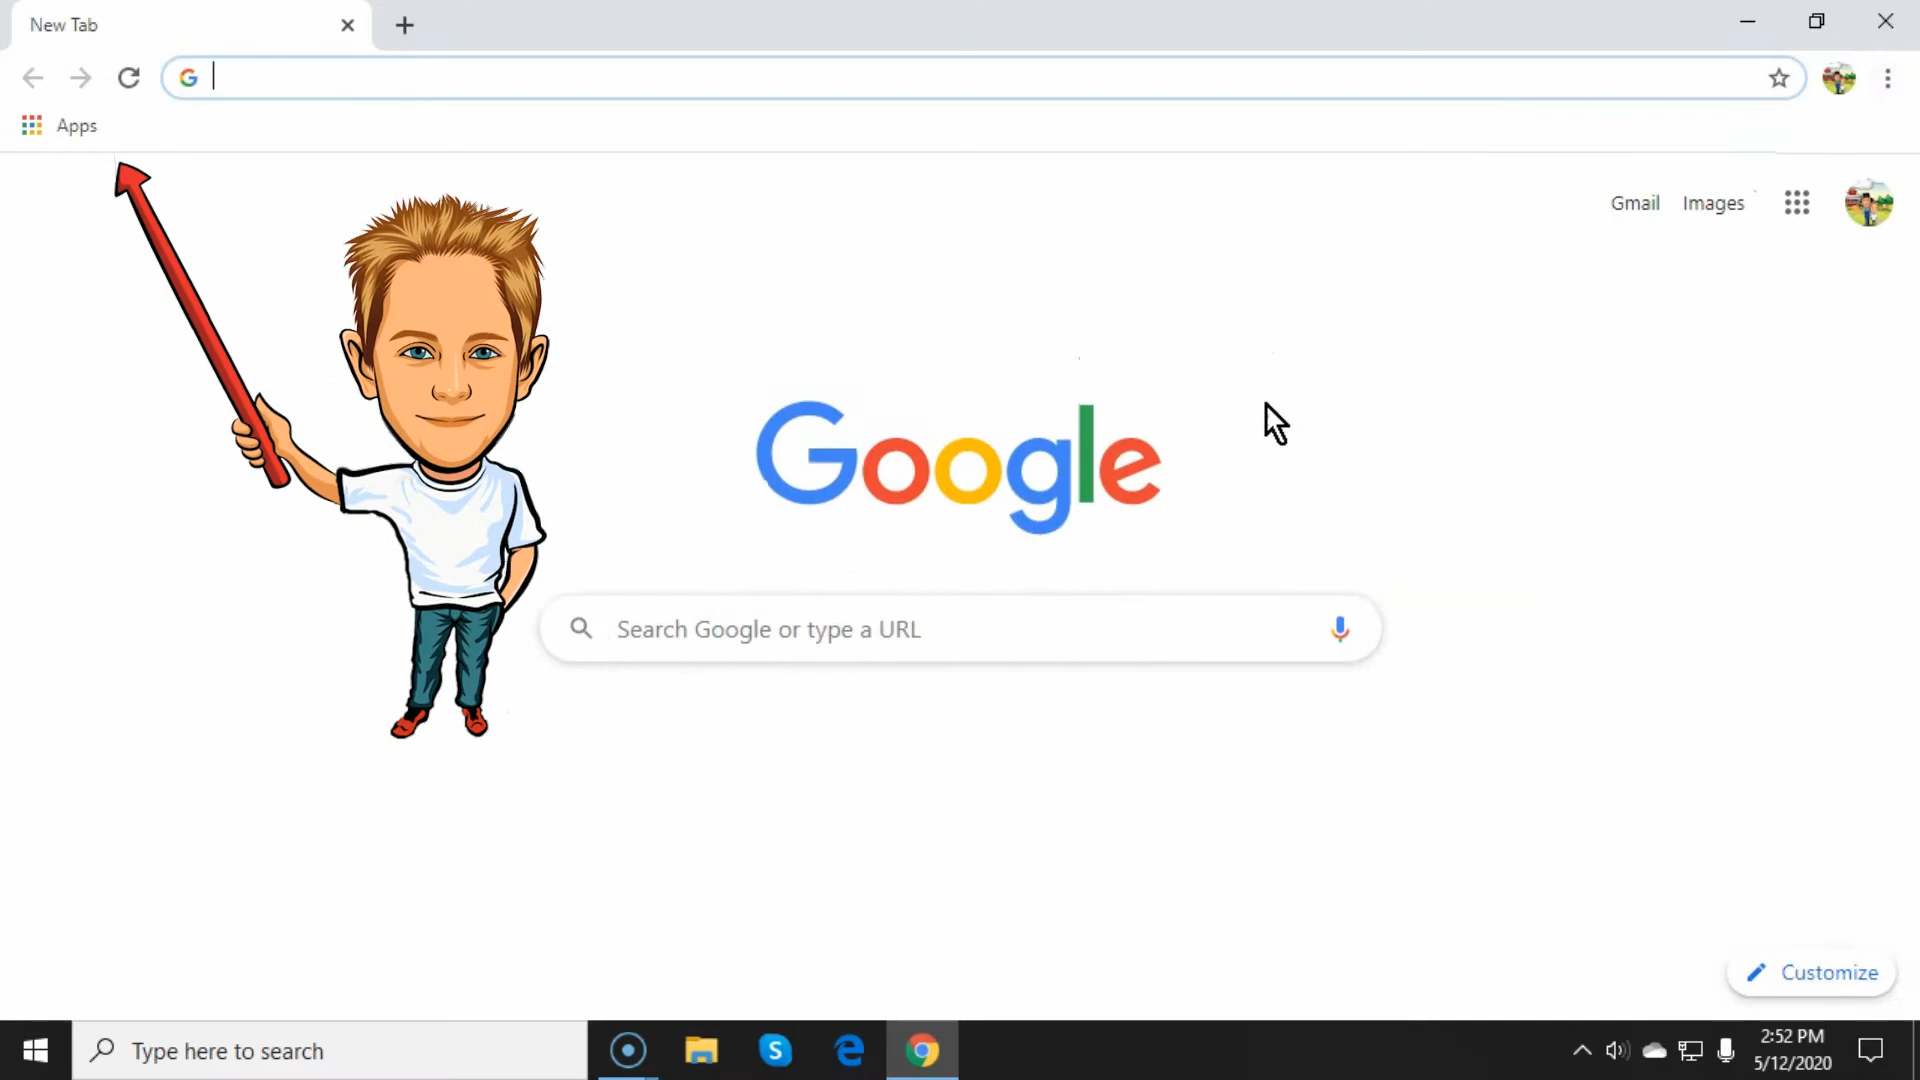 New Tab
Apps
Gmail Images
Google
Search Google or type a URL
Customize
Type here to search
2:52 PM
5/12/2020